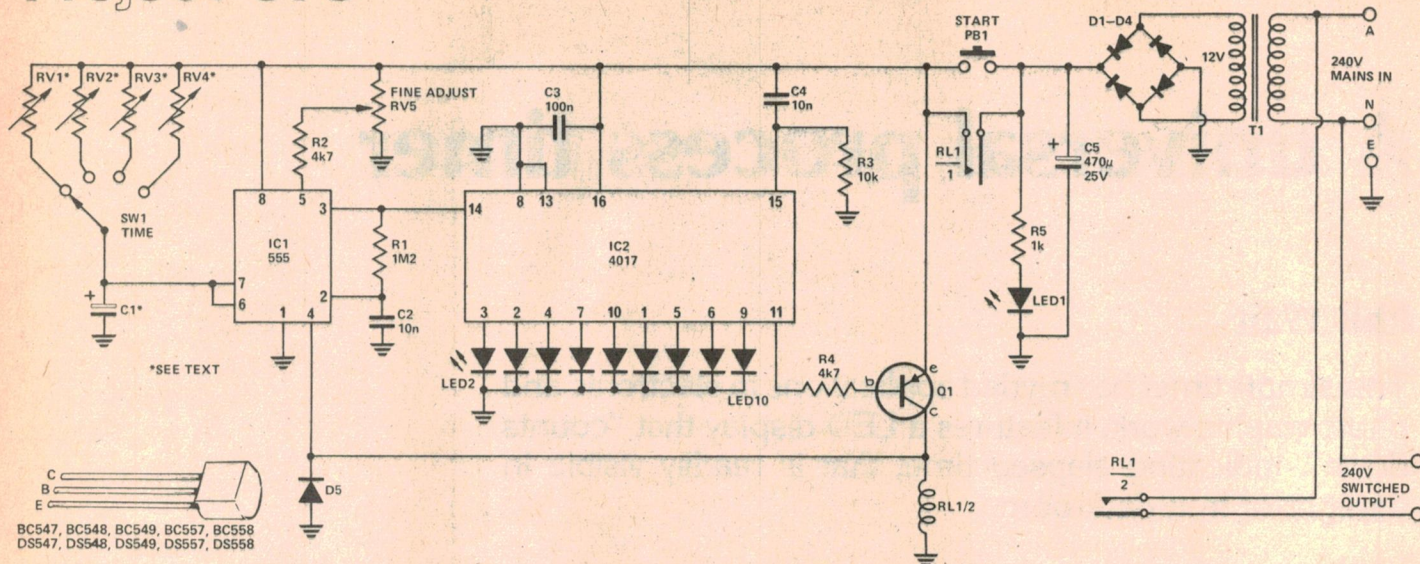 START
PB1
D1–D4
12V
T1
A
240V
MAINS IN
N
E
RV1*
RV2*
RV3*
RV4*
FINE ADJUST
RV5
C3
100n
C4
10n
R2
4k7
R3
10k
RL1
1
C5
470µ
25V
+
SW1
TIME
8
5
3
IC1
555
7
6
2
1
4
R1
1M2
C2
10n
14
8
13
16
15
IC2
4017
3
2
4
7
10
1
5
6
9
11
R5
1k
LED1
+
C1*
*SEE TEXT
LED2
LED10
R4
4k7
b
e
c
Q1
D5
RL1/2
RL1
2
240V
SWITCHED
OUTPUT
C
B
E
BC547, BC548, BC549, BC557, BC558
DS547, DS548, DS549, DS557, DS558